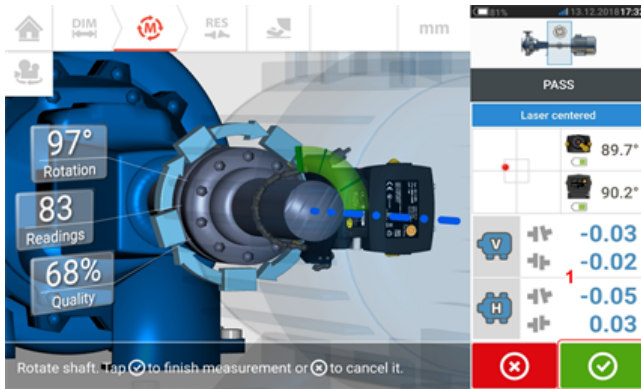 DIM
M
RES
mm
81%
13.12.2018 17:32
PASS
Laser centered
89.7°
90.2°
97°
Rotation
83
Readings
68%
Quality
V
-0.03
-0.02
1
H
-0.05
0.03
Rotate shaft. Tap to finish measurement or to cancel it.